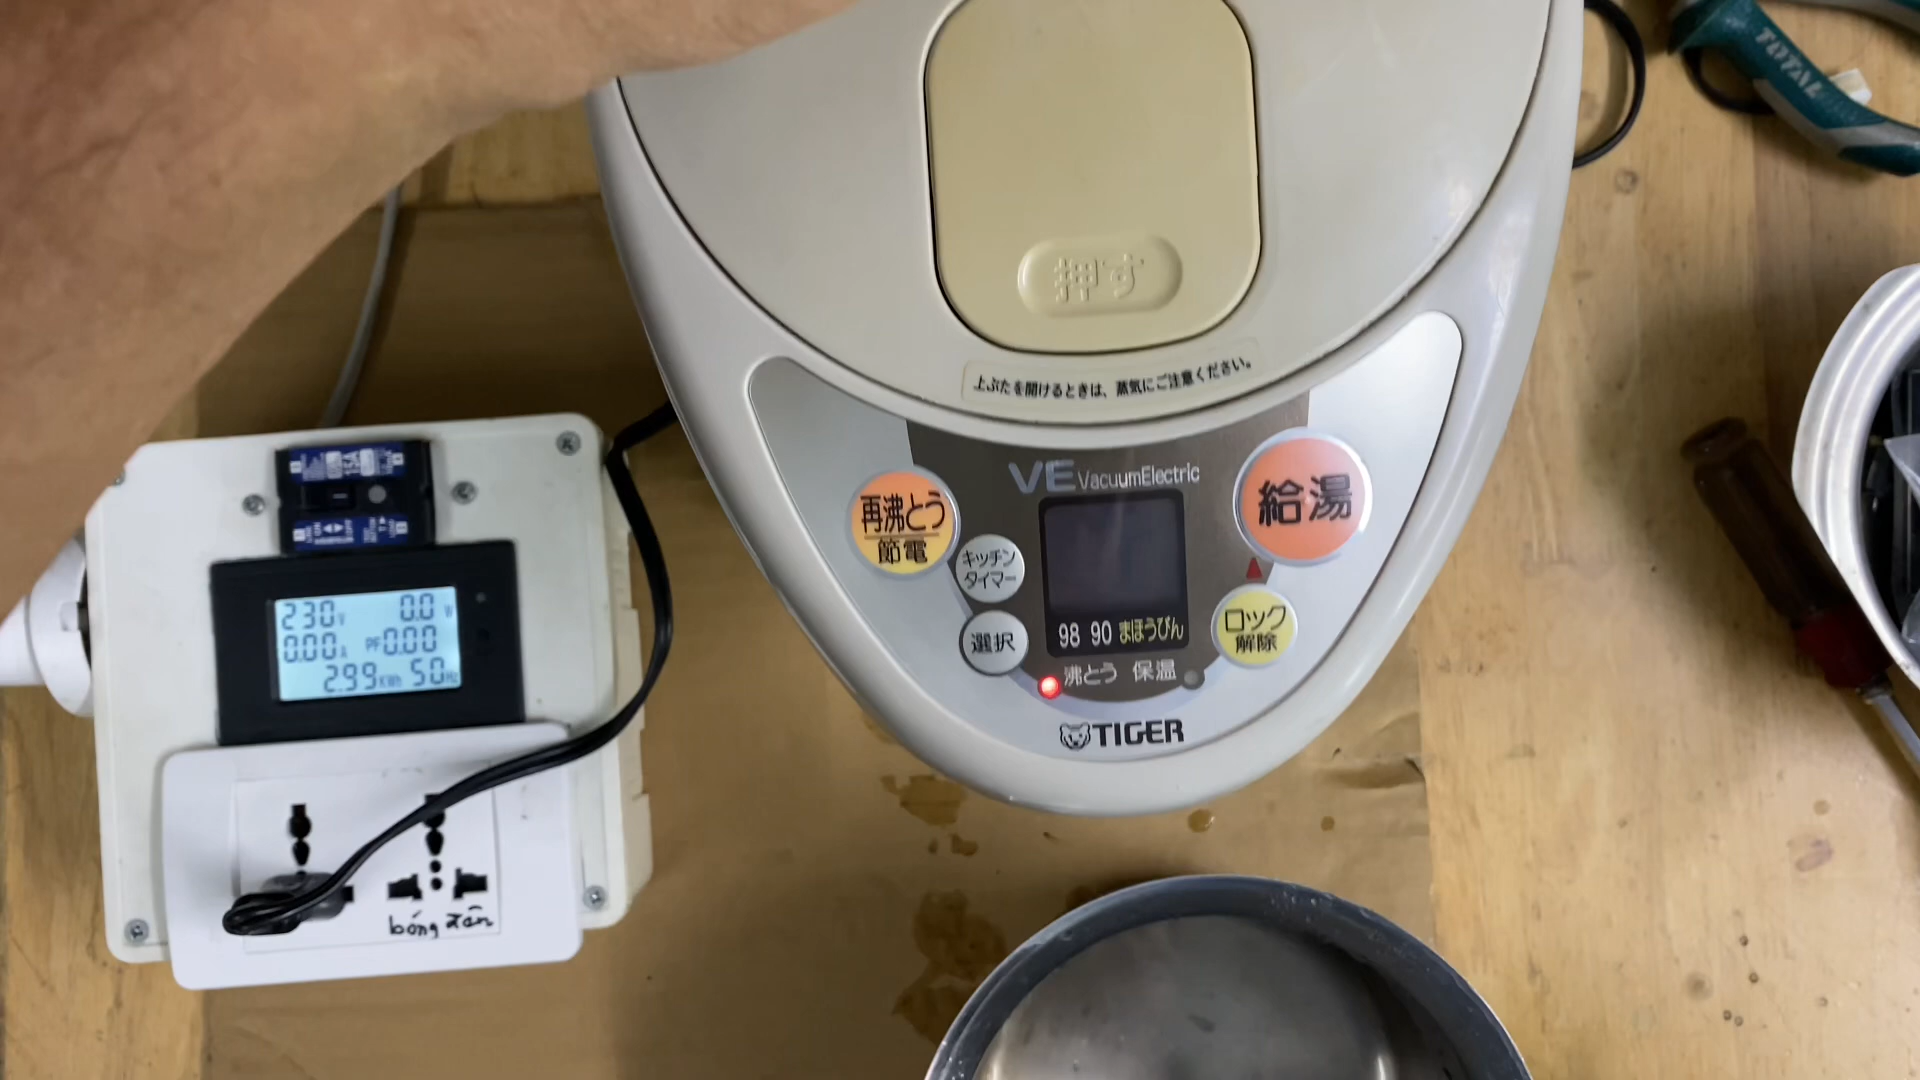 TOTAL
押す
上ぶたを開けるときは、蒸気にご注意ください。
VE VacuumElectric
給湯
再沸とう
節電
キッチン
タイマー
選択
98 90 まほうびん
ロック
解除
沸とう 保温
TIGER
15A
230V 0.0 W
0.00A PF0.00
2.99KWh 50Hz
bóng